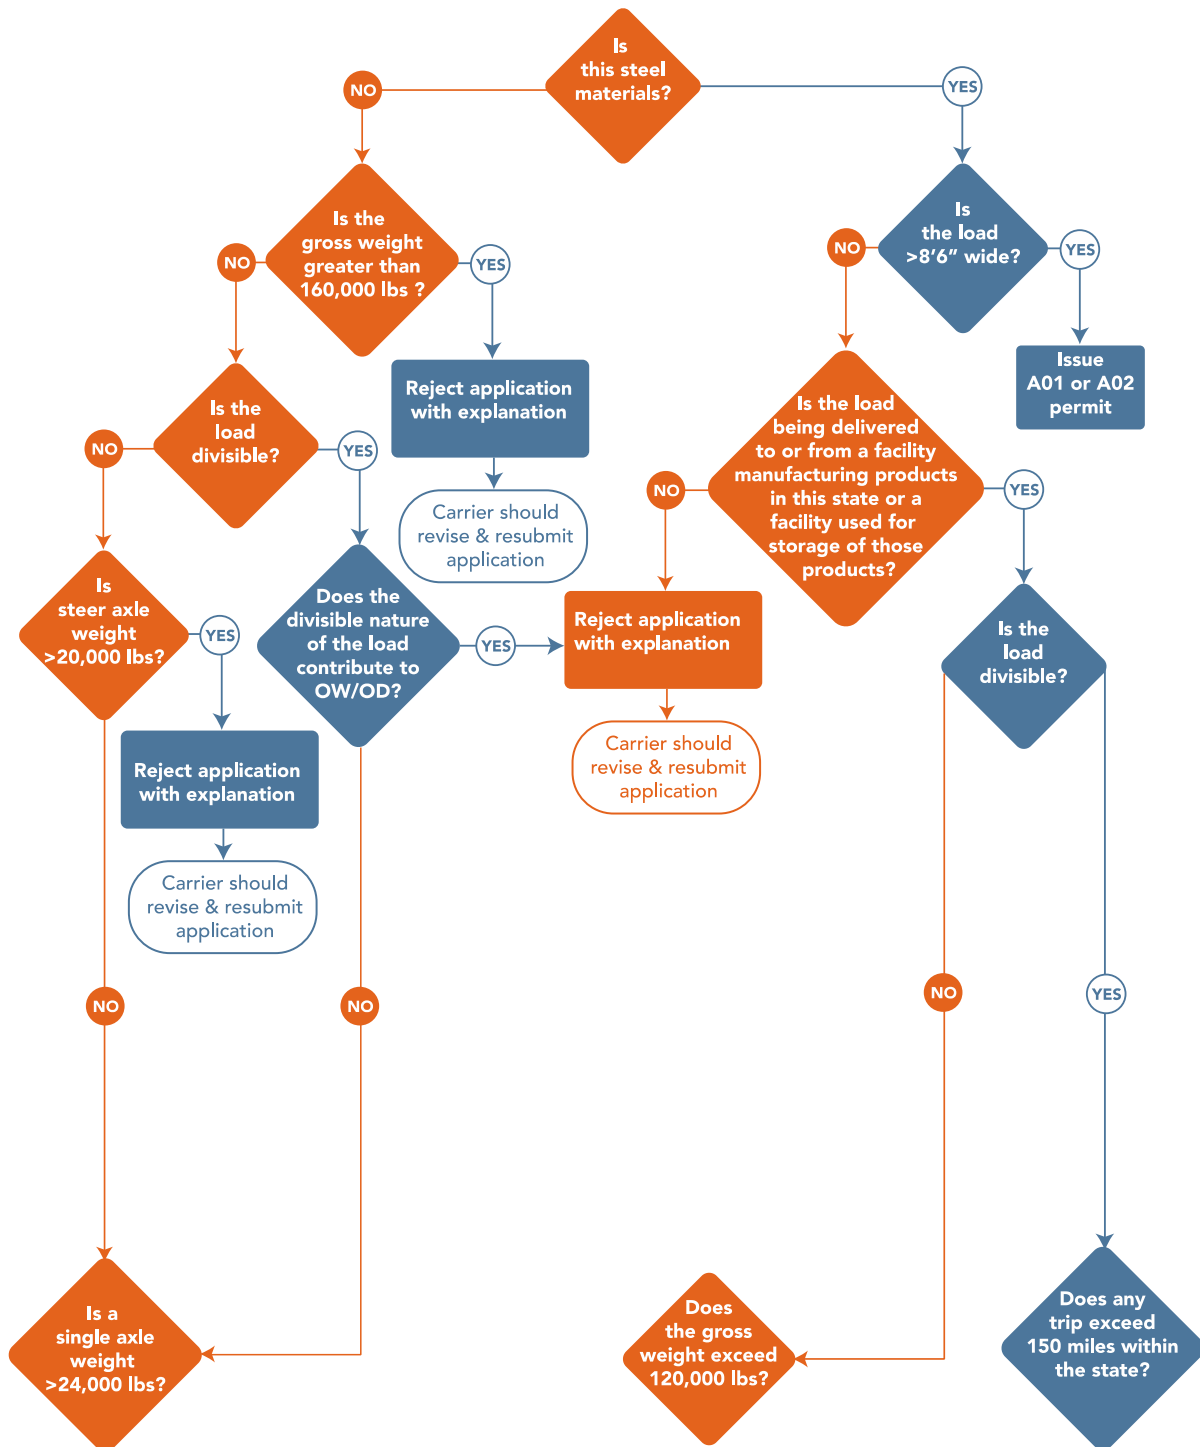 Is
this steel
materials?
NO
YES
Is the
gross weight
greater than
160,000 lbs ?
NO
YES
Is
the load
>8'6” wide?
NO
YES
Reject application
with explanation
Issue
A01 or A02
permit
Is the
load
divisible?
NO
YES
Carrier should
revise & resubmit
application
Is the load
being delivered
to or from a facility
manufacturing products
in this state or a
facility used for
storage of those
products?
NO
YES
Is
steer axle
weight
>20,000 lbs?
YES
Does the
divisible nature
of the load
contribute to
OW/OD?
YES
Reject application
with explanation
Is the
load
divisible?
Reject application
with explanation
Carrier should
revise & resubmit
application
Carrier should
revise & resubmit
application
NO
NO
NO
YES
Is a
single axle
weight
>24,000 lbs?
Does
the gross
weight exceed
120,000 lbs?
Does any
trip exceed
150 miles within
the state?